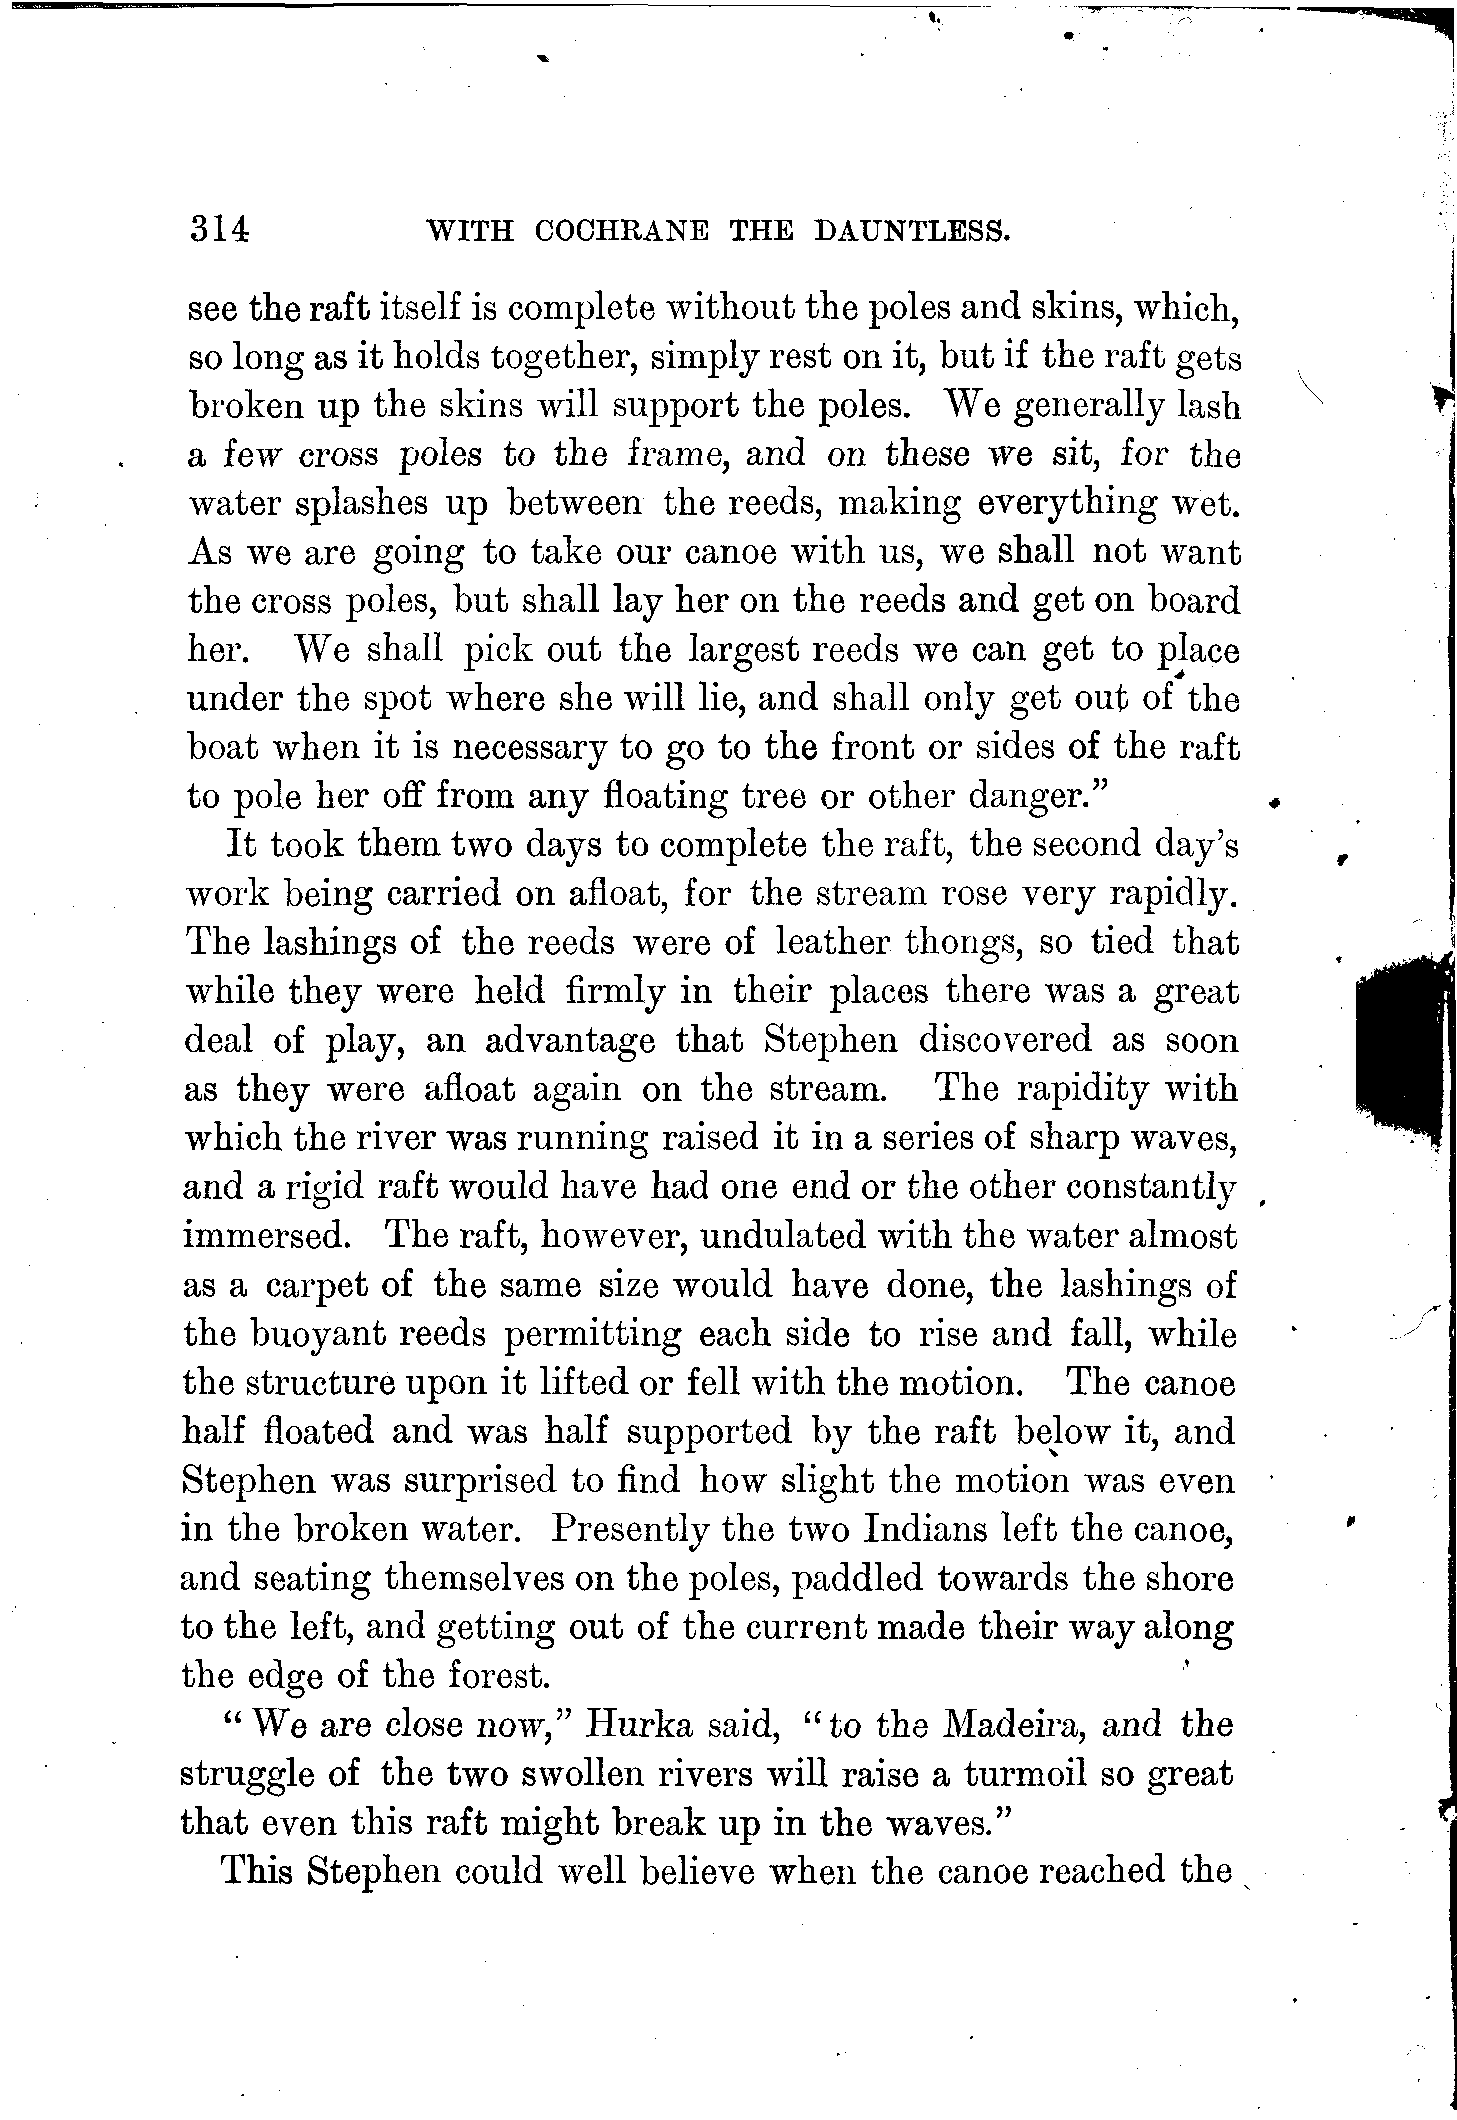 314 WITH COCHRANE THE DAUNTLESS.
see the raft itself is complete without the poles and skins, which,
so long as it holds together, simply rest on it, but if the raft gets
broken up the skins will support the poles. We generally lash
a few cross poles to the frame, and on these we sit, for the
water splashes up between the reeds, making everything wet.
As we are going to take our canoe with us, we shall not want
the cross poles, but shall lay her on the reeds and get on board
her. We shall pick out the largest reeds we can get to place
under the spot where she will lie, and shall only get out of the
boat when it is necessary to go to the front or sides of the raft
to pole her off from any floating tree or other danger.”
It took them two days to complete the raft, the second day’s
work being carried on afloat, for the stream rose very rapidly.
The lashings of the reeds were of leather thongs, so tied that
while they were held firmly in their places there was a great
deal of play, an advantage that Stephen discovered as soon
as they were afloat again on the stream. The rapidity with
which the river was running raised it in a series of sharp waves,
and a rigid raft would have had one end or the other constantly
immersed. The raft, however, undulated with the water almost
as a carpet of the same size would have done, the lashings of
the buoyant reeds permitting each side to rise and fall, while
the structure upon it lifted or fell with the motion. The canoe
half floated and was half supported by the raft below it, and
Stephen was surprised to find how slight the motion was even
in the broken water. Presently the two Indians left the canoe,
and seating themselves on the poles, paddled towards the shore
to the left, and getting out of the current made their way along
the edge of the forest.
“We are close now,” Hurka said, “to the Madeira, and the
struggle of the two swollen rivers will raise a turmoil so great
that even this raft might break up in the waves.”
This Stephen could well believe when the canoe reached the